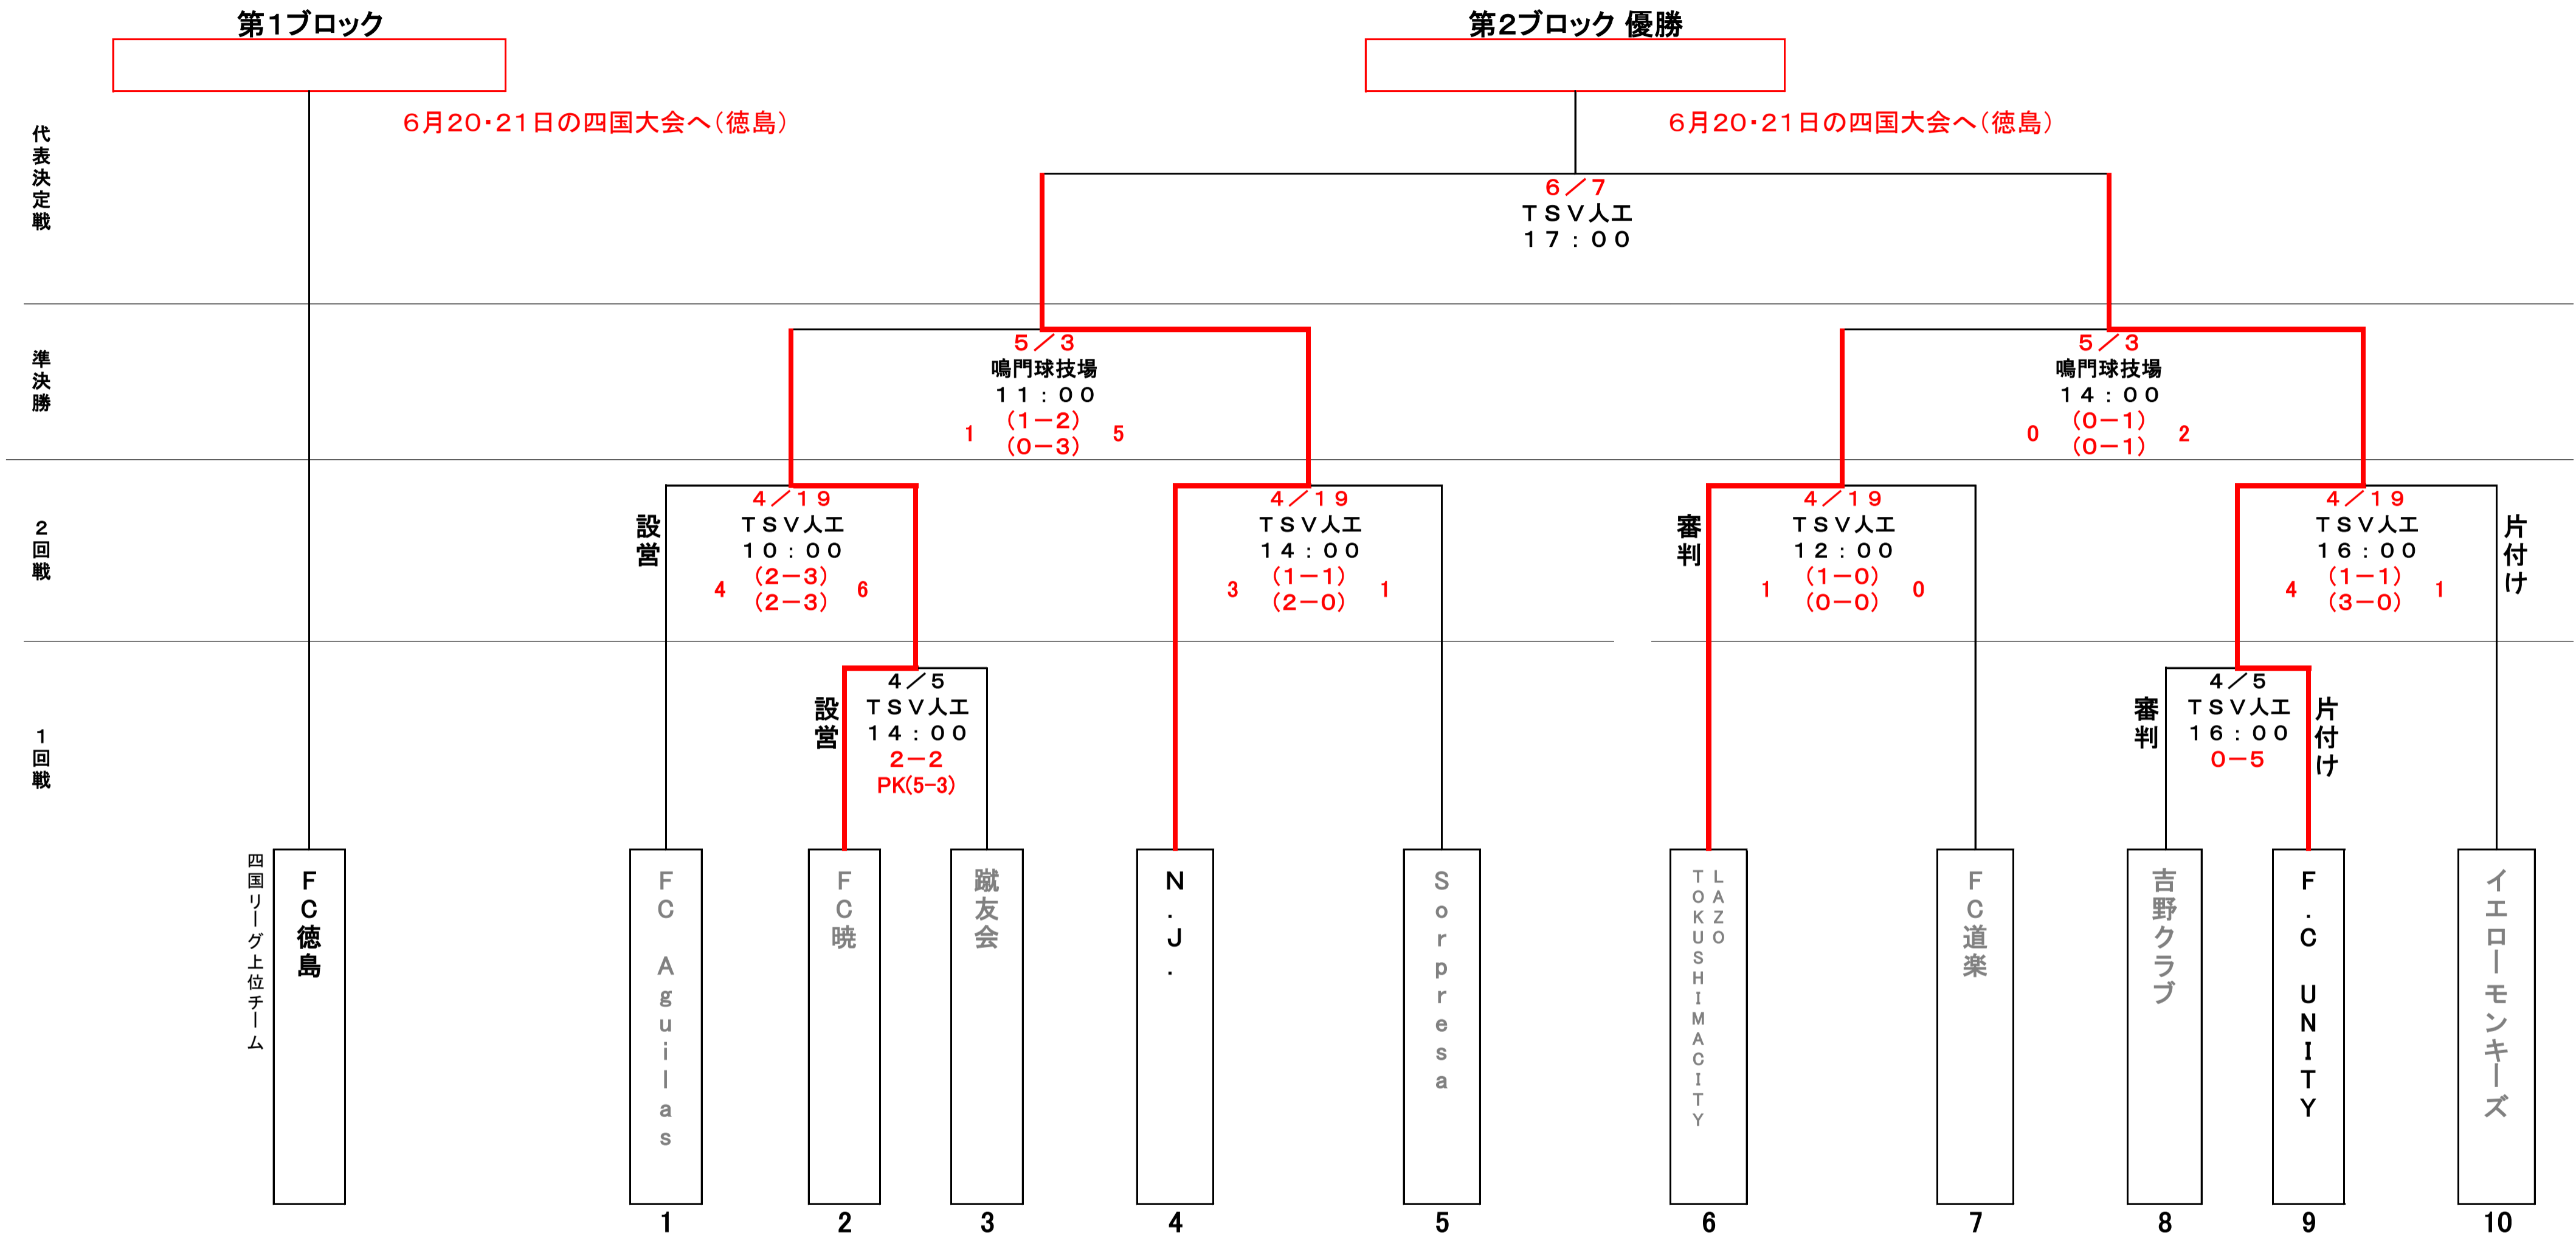 第１ブロック
第２ブロック 優勝
６月２０・２１日の四国大会へ（徳島）
６月２０・２１日の四国大会へ（徳島）
代表決定戦
６／７
ＴＳＶ人工
１７：００
準決勝
５／３
鳴門球技場
１１：００
（１－２）
（０－３）
1
5
５／３
鳴門球技場
１４：００
（０－１）
（０－１）
0
2
２回戦
設営
４／１９
ＴＳＶ人工
１０：００
（２－３）
（２－３）
4
6
４／１９
ＴＳＶ人工
１４：００
（１－１）
（２－０）
3
1
審判
４／１９
ＴＳＶ人工
１２：００
（１－０）
（０－０）
1
0
４／１９
ＴＳＶ人工
１６：００
（１－１）
（３－０）
4
1
片付け
１回戦
設営
４／５
ＴＳＶ人工
１４：００
２－２
PK(5-3)
審判
４／５
ＴＳＶ人工
１６：００
０－５
片付け
四国リーグ上位チーム
ＦＣ徳島
ＦＣ　Ａｇｕｉｌａｓ
ＦＣ暁
蹴友会
Ｎ．Ｊ．
Ｓｏｒｐｒｅｓａ
ＬＡＺＯ
ＴＯＫＵＳＨＩＭＡＣＩＴＹ
ＦＣ道楽
吉野クラブ
Ｆ．Ｃ　ＵＮＩＴＹ
イエローモンキーズ
1
2
3
4
5
6
7
8
9
10